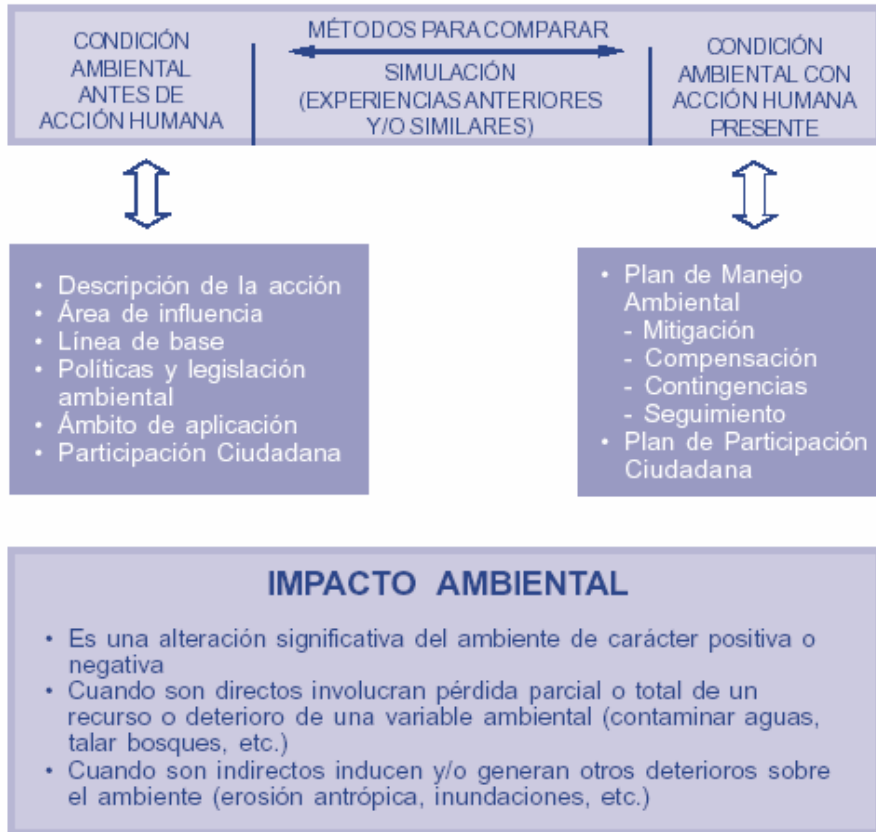 CONDICIÓN
AMBIENTAL
ANTES DE
ACCIÓN HUMANA
MÉTODOS PARA COMPARAR
SIMULACIÓN
(EXPERIENCIAS ANTERIORES
Y/O SIMILARES)
CONDICIÓN
AMBIENTAL CON
ACCIÓN HUMANA
PRESENTE
• Descripción de la acción
• Área de influencia
• Línea de base
• Políticas y legislación
ambiental
• Ámbito de aplicación
• Participación Ciudadana
• Plan de Manejo
Ambiental
- Mitigación
- Compensación
- Contingencias
- Seguimiento
• Plan de Participación
Ciudadana
IMPACTO AMBIENTAL
• Es una alteración significativa del ambiente de carácter positiva o
negativa
• Cuando son directos involucran pérdida parcial o total de un
recurso o deterioro de una variable ambiental (contaminar aguas,
talar bosques, etc.)
• Cuando son indirectos inducen y/o generan otros deterioros sobre
el ambiente (erosión antrópica, inundaciones, etc.)